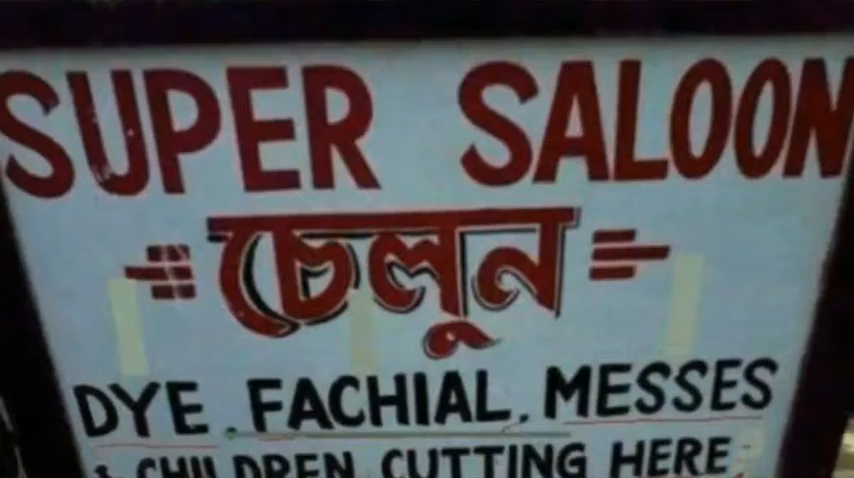 SUPER SALOON
চেলুন
DYE, FACHIAL, MESSES
& CHILDREN CUTTING HERE